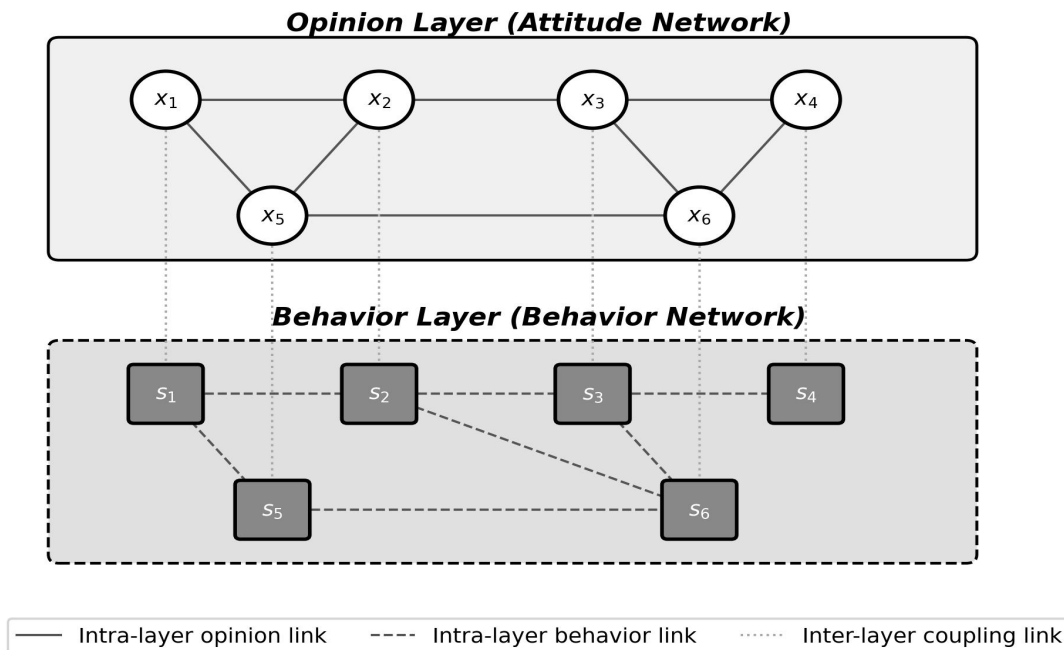 Opinion Layer (Attitude Network)
x₁ x₂ x₃ x₄
x₅ x₆
Behavior Layer (Behavior Network)
s₁ s₂ s₃ s₄
s₅ s₆
Intra-layer opinion link Intra-layer behavior link Inter-layer coupling link